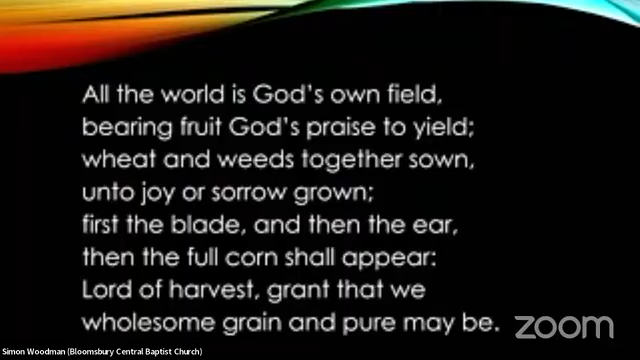 All the world is God's own field,
bearing fruit God's praise to yield;
wheat and weeds together sown,
unto joy or sorrow grown;
first the blade, and then the ear,
then the full corn shall appear:
Lord of harvest, grant that we
wholesome grain and pure may be.
zoom
Simon Woodman (Bloomsbury Central Baptist Church)